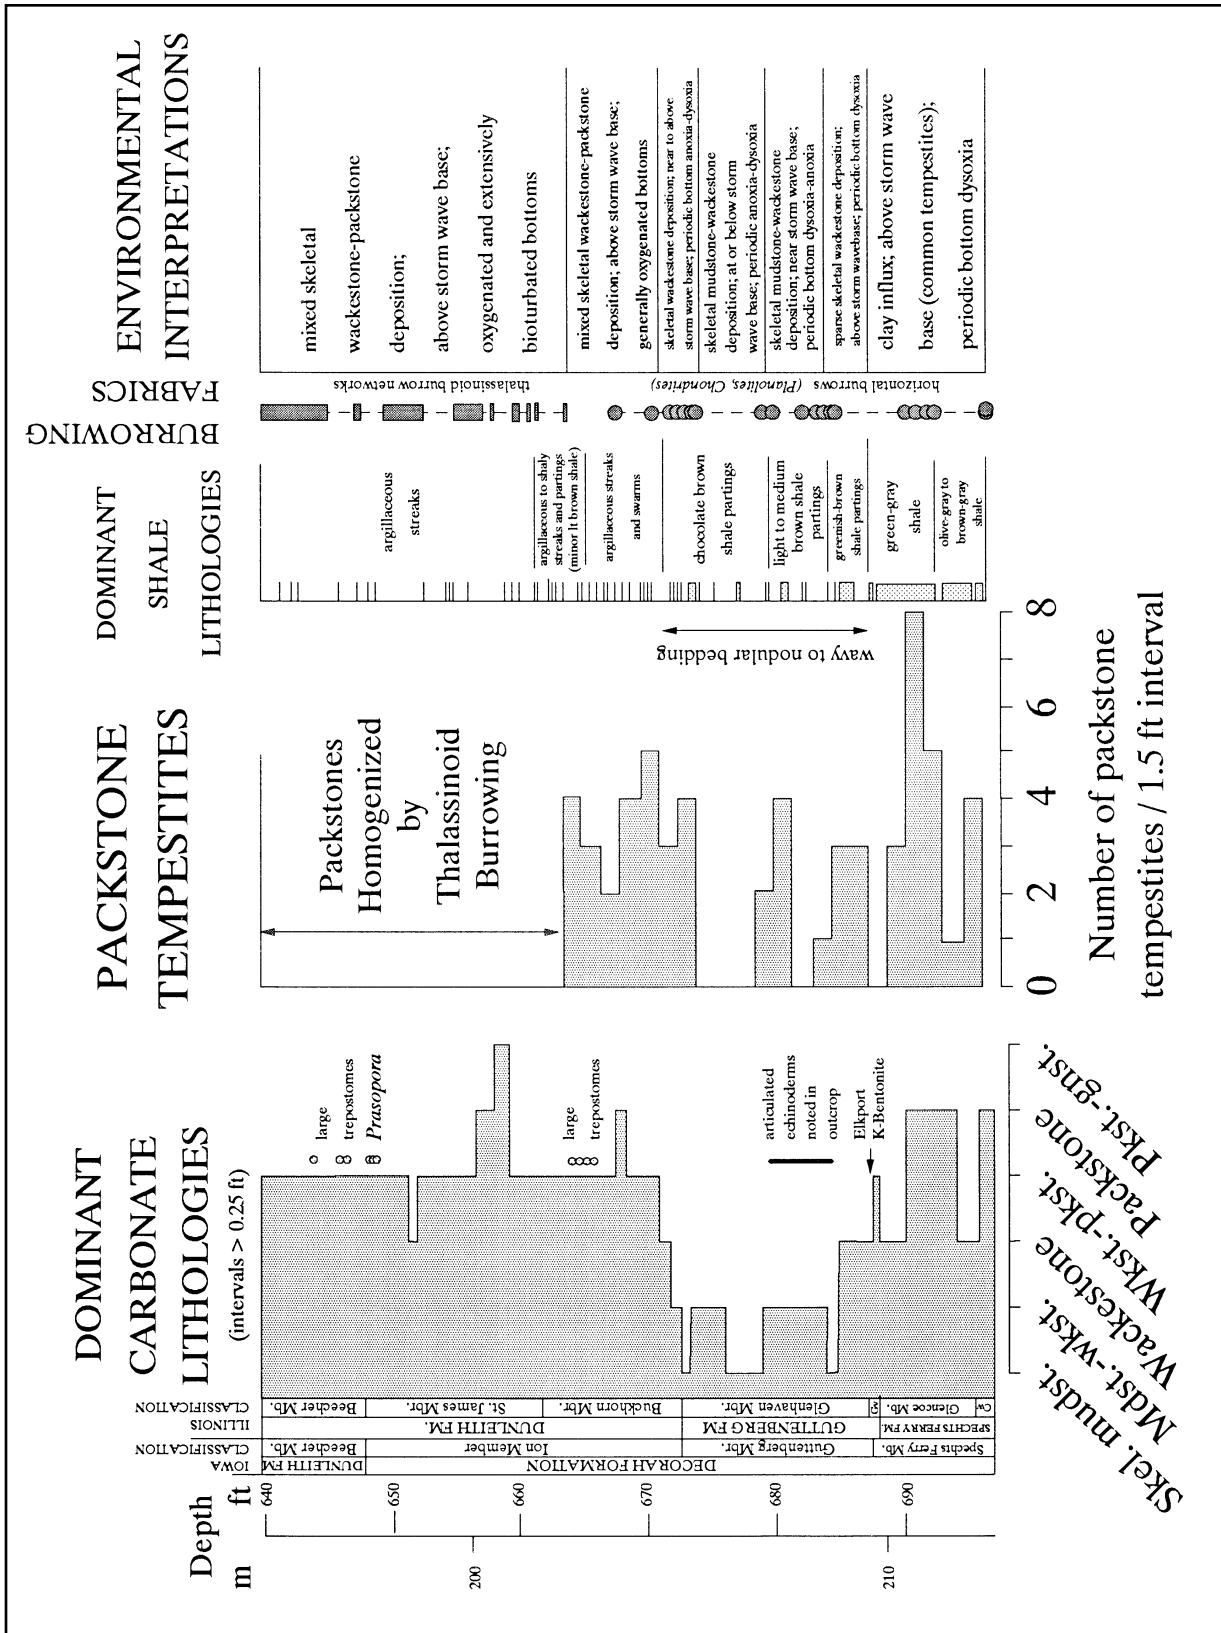 Depth
m
ft
200
210
640
650
660
670
680
690
IOWA
CLASSIFICATION
DUNLEITH FM
DECORAH FORMATION
Beecher Mb.
Ion Member
Guttenberg Mbr.
Spechts Ferry Mb.
ILLINOIS
CLASSIFICATION
DUNLEITH FM.
GUTTENBERG FM
SPECHTS FERRY FM.
Beecher Mb.
St. James Mbr.
Buckhorn Mbr.
Glenhaven Mbr.
Glencoe Mb.
DOMINANT
CARBONATE
LITHOLOGIES
(intervals > 0.25 ft)
large
trepostomes
Prasopora
large
trepostomes
articulated
echinoderms
noted in
outcrop
Elkport
K-Bentonite
Skel. mudst.
Mdst.-wkst.
Wackestone
Wkst.-pkst.
Packstone
Pkst.-gnst.
PACKSTONE
TEMPESTITES
Packstones
Homogenized
by
Thalassinoid
Burrowing
wavy to nodular bedding
0
2
4
6
8
Number of packstone
tempestites / 1.5 ft interval
DOMINANT
SHALE
LITHOLOGIES
argillaceous
streaks
argillaceous to shaly
streaks and partings
(minor lt brown shale)
argillaceous streaks
and swarms
chocolate brown
shale partings
light to medium
brown shale
partings
greenish-brown
shale partings
green-gray
shale
olive-gray to
brown-gray
shale
BURROWING
FABRICS
thalassinoid burrow networks
horizontal burrows (Planolites, Chondrites)
ENVIRONMENTAL
INTERPRETATIONS
mixed skeletal
wackestone-packstone
deposition;
above storm wave base;
oxygenated and extensively
bioturbated bottoms
mixed skeletal wackestone-packstone
deposition; above storm wave base;
generally oxygenated bottoms
skeletal wackestone deposition; near to above
storm wave base; periodic bottom anoxia-dysoxia
skeletal mudstone-wackestone
deposition; at or below storm
wave base; periodic anoxia-dysoxia
skeletal mudstone-wackestone
deposition; near storm wave base;
periodic bottom dysoxia-anoxia
sparse skeletal wackestone deposition;
above storm wavebase; periodic bottom dysoxia
clay influx; above storm wave
base (common tempestites);
periodic bottom dysoxia